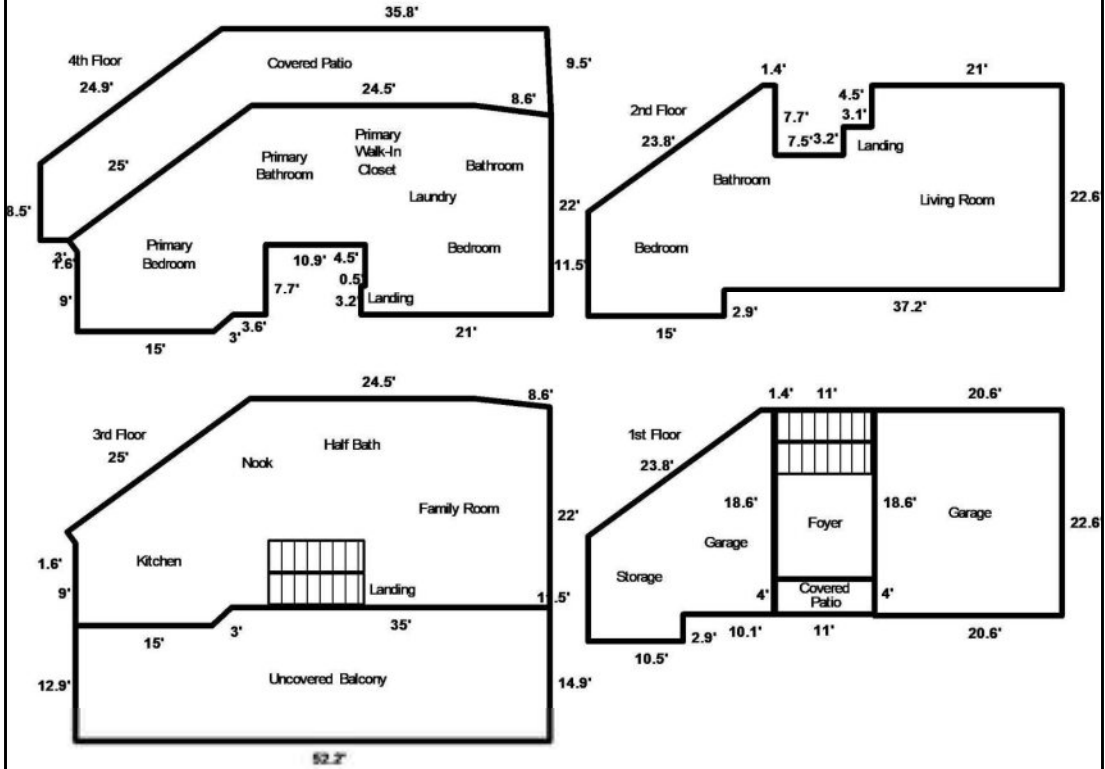 35.8'
4th Floor
Covered Patio
9.5'
24.9'
24.5'
8.6'
25'
Primary
Walk-In
Closet
Primary
Bathroom
Bathroom
Laundry
8.5'
22'
Primary
Bedroom
Bedroom
3'
1.6'
10.9'
4.5'
11.5'
0.5'
7.7'
9'
3.2'
Landing
3.6'
3'
15'
21'
1.4'
21'
4.5'
2nd Floor
7.7'
3.1'
23.8'
7.5'
3.2'
Landing
Bathroom
Living Room
22.6'
Bedroom
2.9'
37.2'
15'
24.5'
8.6'
3rd Floor
Half Bath
25'
Nook
Family Room
22'
1.6'
Kitchen
9'
Landing
11.5'
15'
3'
35'
12.9'
Uncovered Balcony
14.9'
52.2'
1.4'
11'
20.6'
1st Floor
23.8'
18.6'
18.6'
Garage
Foyer
22.6'
Garage
Storage
Covered
Patio
4'
4'
2.9'
10.1'
11'
20.6'
10.5'